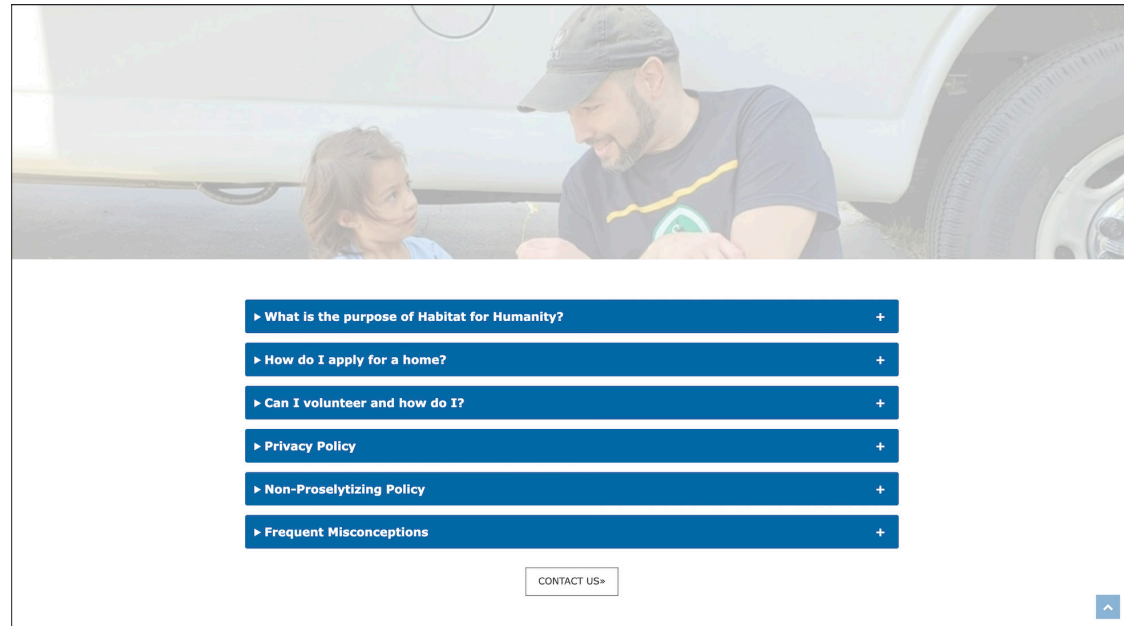 What is the purpose of Habitat for Humanity? +
How do I apply for a home? +
Can I volunteer and how do I? +
Privacy Policy +
Non-Proselytizing Policy +
Frequent Misconceptions +
CONTACT US»